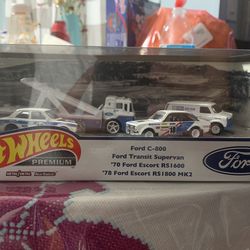 Hot Wheels
PREMIUM
Ford C-800
Ford Transit Supervan
'70 Ford Escort RS1600
'78 Ford Escort RS1800 MK2
Ford